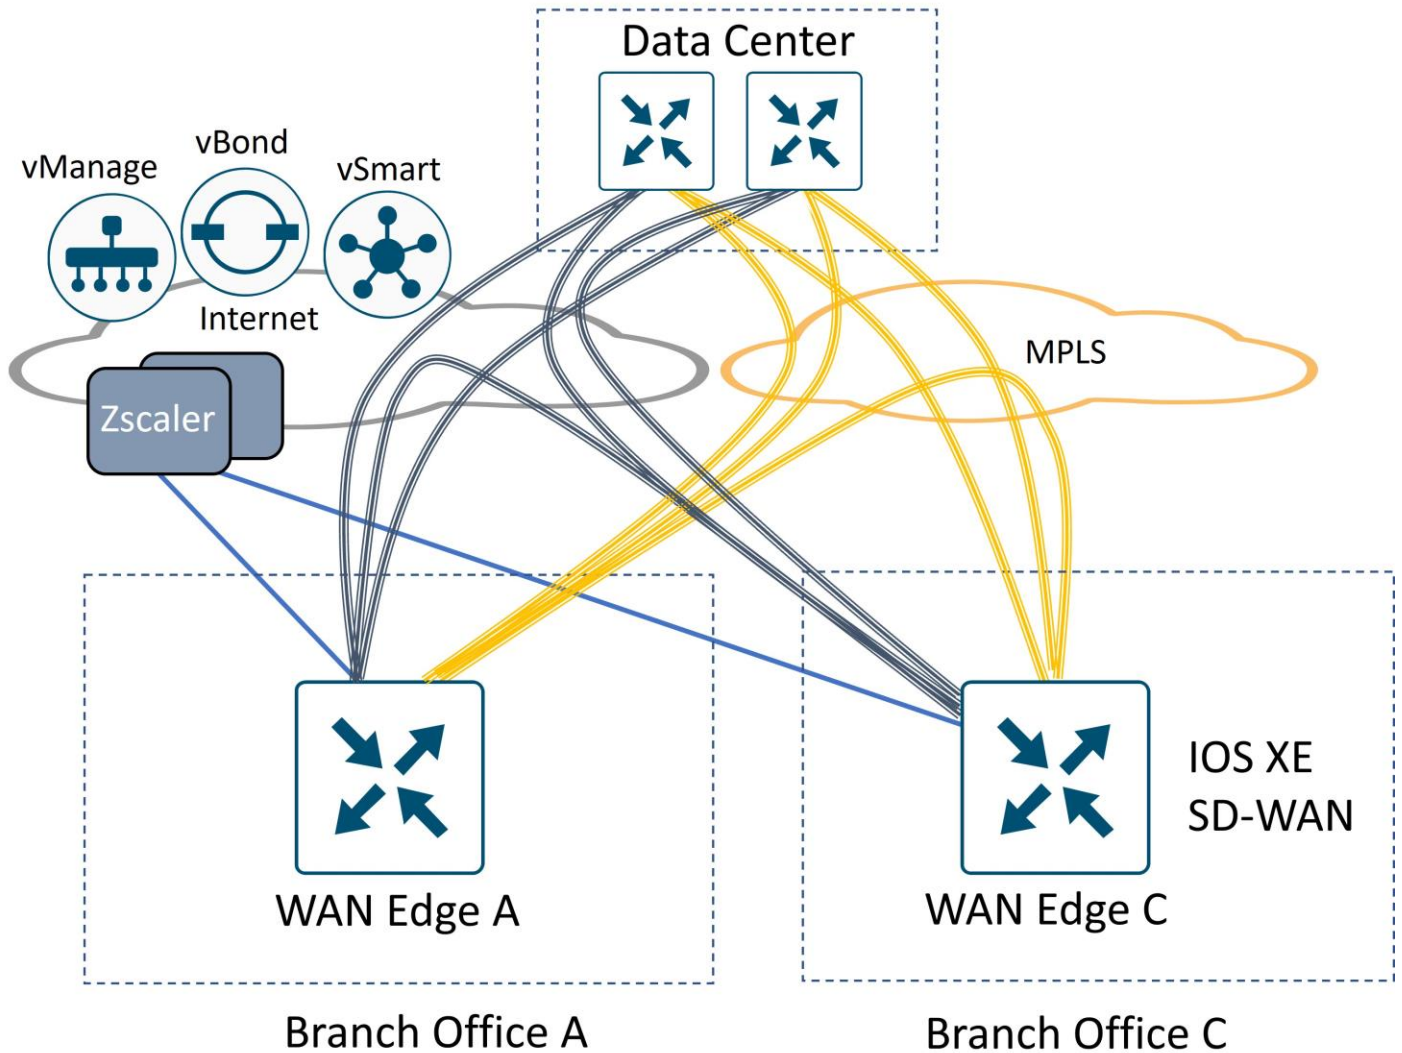 Data Center
vManage
vBond
vSmart
Internet
MPLS
Zscaler
IOS XE
SD-WAN
WAN Edge A
WAN Edge C
Branch Office A
Branch Office C